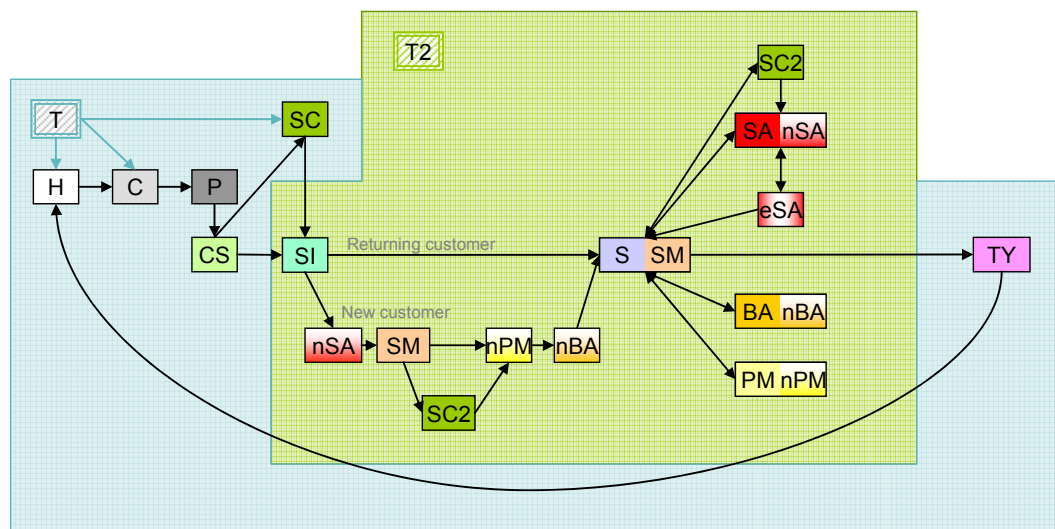 T2
SC2
T
SC
SA nSA
H
C
P
eSA
CS
SI
Returning customer
S SM
TY
New customer
BA nBA
nSA
SM
nPM
nBA
PM nPM
SC2